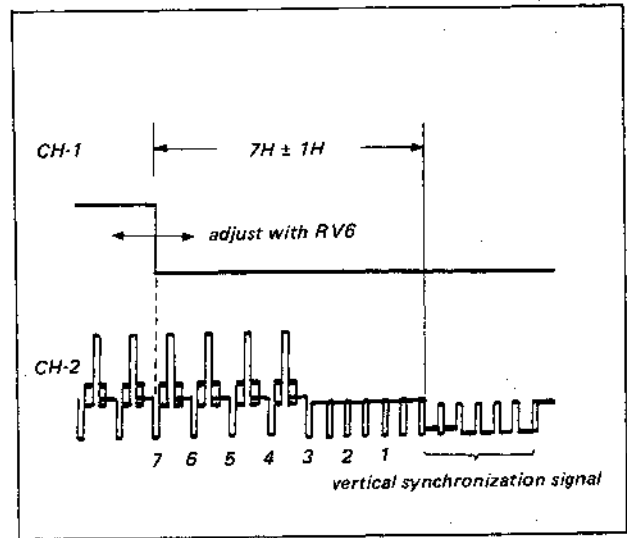 CH-1
7H ± 1H
adjust with RV6
CH-2
7 6 5 4 3 2 1
vertical synchronization signal